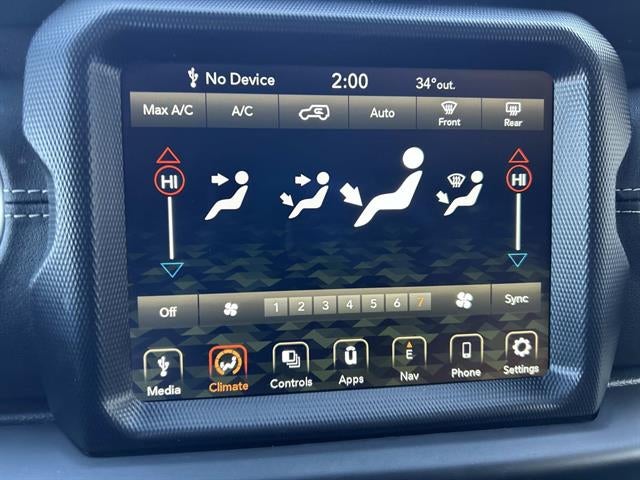 No Device 2:00 34°out.
Max A/C A/C Auto Front Rear
HI HI
Off 1 2 3 4 5 6 7 Sync
E
Media Climate Controls Apps Nav Phone Settings